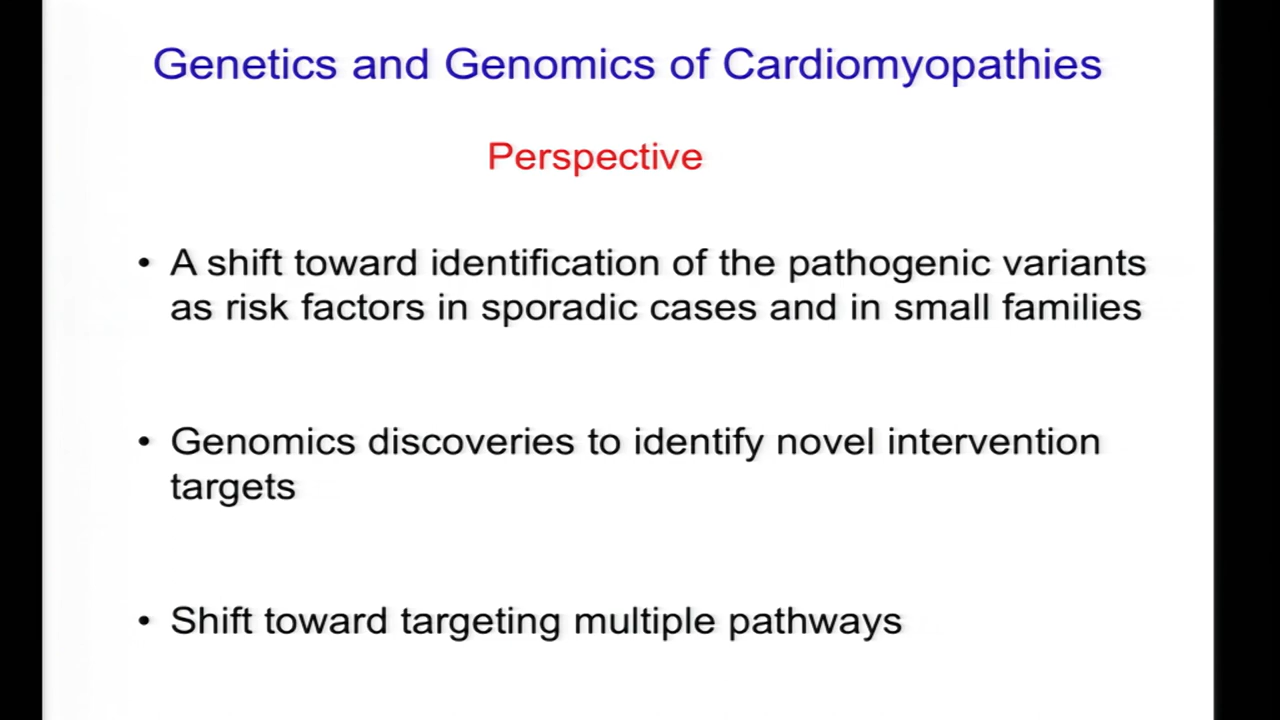 Genetics and Genomics of Cardiomyopathies
Perspective
• A shift toward identification of the pathogenic variants
as risk factors in sporadic cases and in small families
• Genomics discoveries to identify novel intervention
targets
• Shift toward targeting multiple pathways